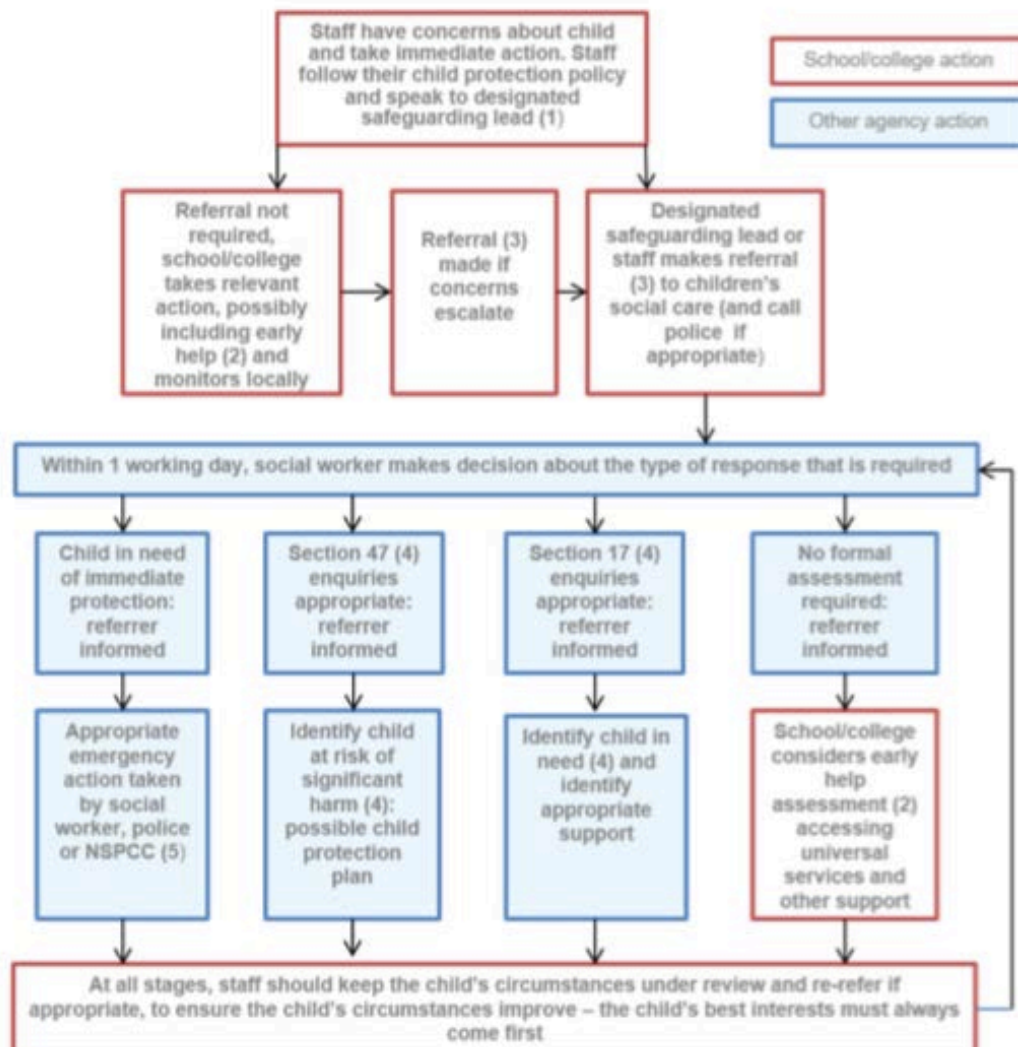 Staff have concerns about child
and take immediate action. Staff
follow their child protection policy
and speak to designated
safeguarding lead (1)
School/college action
Other agency action
Referral not
required,
school/college
takes relevant
action, possibly
including early
help (2) and
monitors locally
Referral (3)
made if
concerns
escalate
Designated
safeguarding lead or
staff makes referral
(3) to children's
social care (and call
police if
appropriate)
Within 1 working day, social worker makes decision about the type of response that is required
Child in need
of immediate
protection:
referrer
informed
Section 47 (4)
enquiries
appropriate:
referrer
informed
Section 17 (4)
enquiries
appropriate:
referrer
informed
No formal
assessment
required:
referrer
informed
Appropriate
emergency
action taken
by social
worker, police
or NSPCC (5)
Identify child
at risk of
significant
harm (4):
possible child
protection
plan
Identify child in
need (4) and
identify
appropriate
support
School/college
considers early
help
assessment (2)
accessing
universal
services and
other support
At all stages, staff should keep the child's circumstances under review and re-refer if
appropriate, to ensure the child's circumstances improve – the child's best interests must always
come first